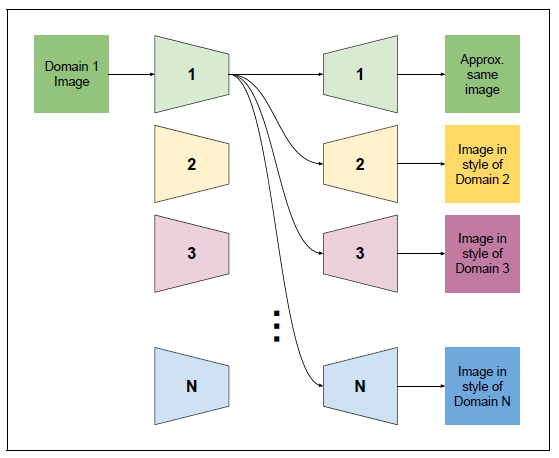 Domain 1
Image
1
1
Approx.
same
image
2
2
Image in
style of
Domain 2
3
3
Image in
style of
Domain 3
N
N
Image in
style of
Domain N